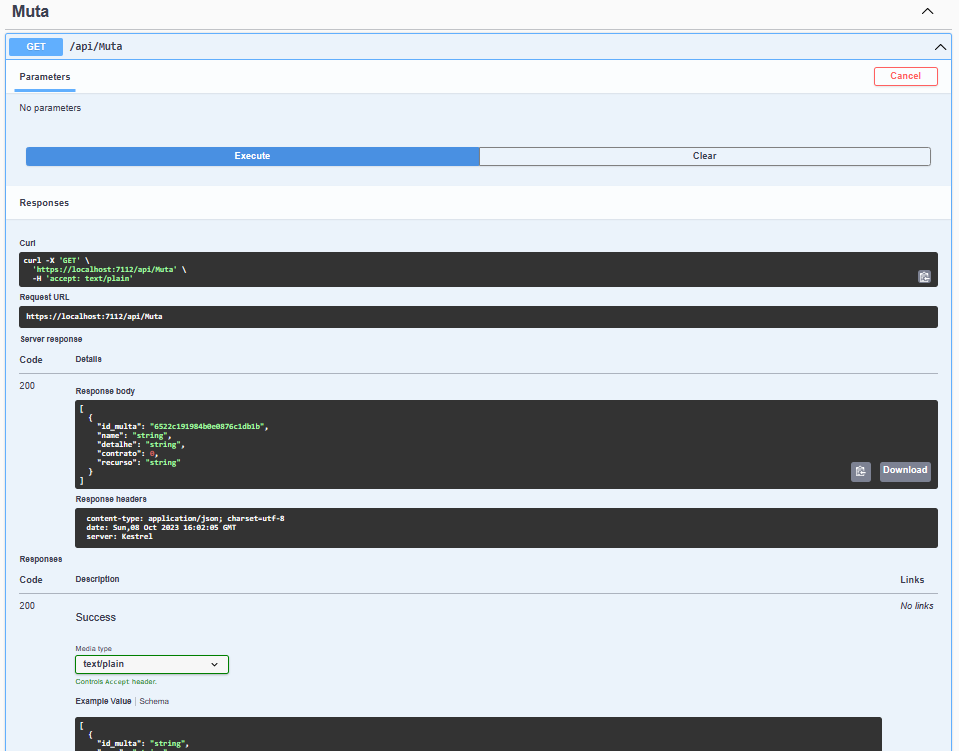 Muta
GET /api/Muta
Parameters
Cancel
No parameters
Execute
Clear
Responses
Curl
curl -X 'GET' \
'https://localhost:7112/api/Muta' \
-H 'accept: text/plain'
Request URL
https://localhost:7112/api/Muta
Server response
Code Details
200
Response body
[
{
"id_multa": "6522c191984b0e0876c1db1b",
"name": "string",
"detalhe": "string",
"contrato": 0,
"recurso": "string"
}
]
Download
Response headers
content-type: application/json; charset=utf-8
date: Sun,08 Oct 2023 16:02:05 GMT
server: Kestrel
Responses
Code Description Links
200 No links
Success
Media type
text/plain
Controls Accept header.
Example Value | Schema
[
{
"id_multa": "string",